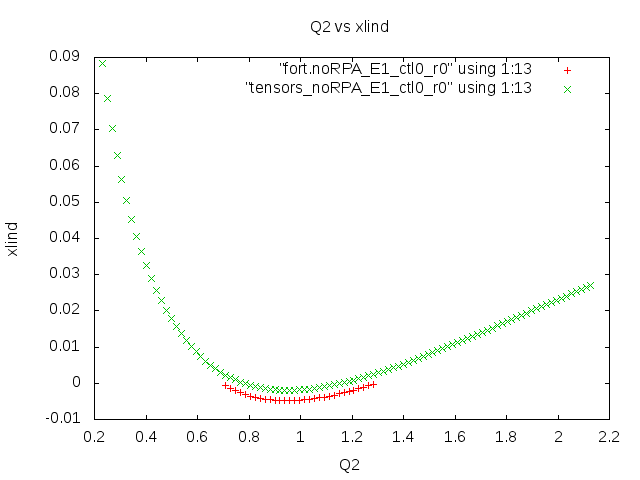 Q2 vs xlind
"fort.noRPA_E1_ctl0_r0" using 1:13
"tensors_noRPA_E1_ctl0_r0" using 1:13
0.09
0.08
0.07
0.06
0.05
0.04
0.03
0.02
0.01
0
-0.01
xlind
0.2 0.4 0.6 0.8 1 1.2 1.4 1.6 1.8 2 2.2
Q2